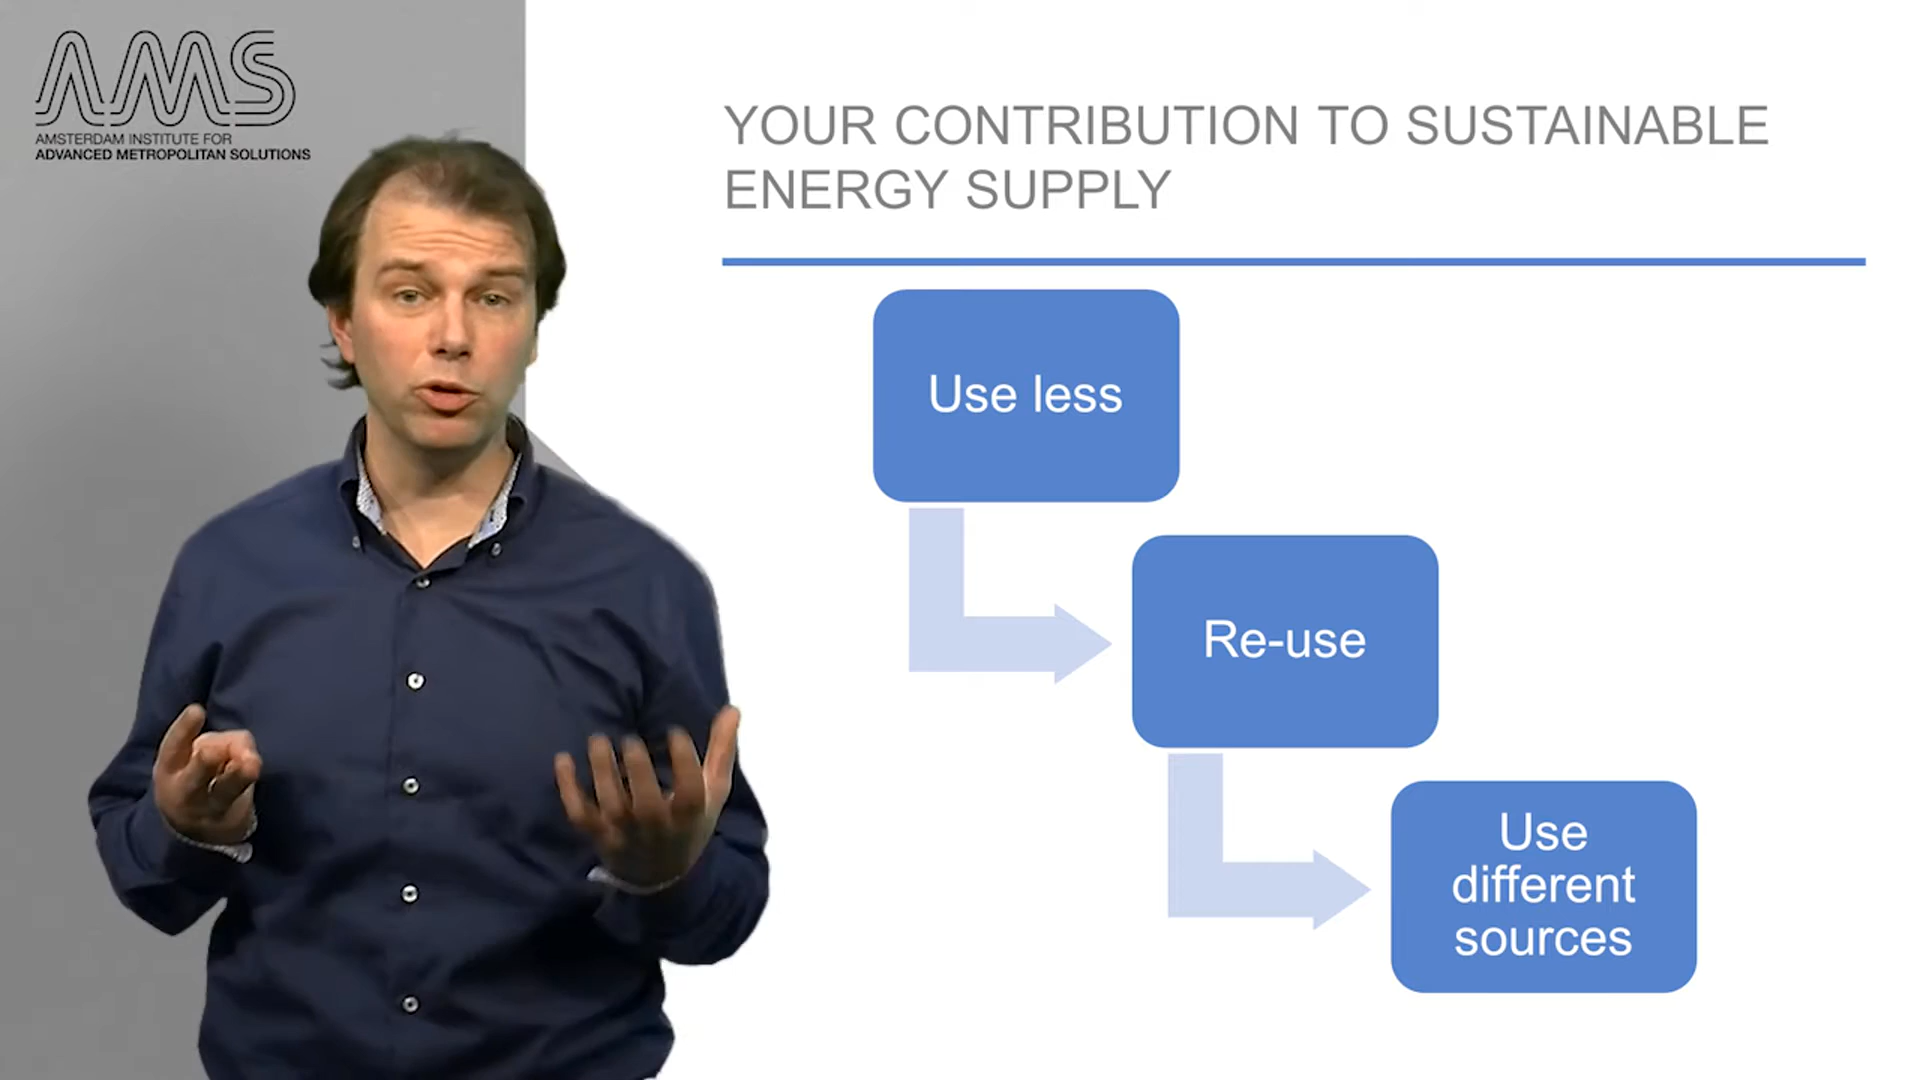 AMS
AMSTERDAM INSTITUTE FOR
ADVANCED METROPOLITAN SOLUTIONS
YOUR CONTRIBUTION TO SUSTAINABLE
ENERGY SUPPLY
Use less
Re-use
Use
different
sources